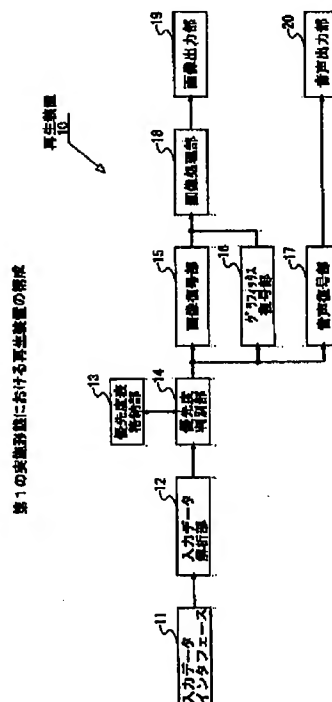 第1の実施形態における再生装置の構成
再生装置
10
11
入力データ
インタフェース
12
入力データ
解析部
13
優先度表
格納部
14
優先度
判別部
15
画像復号部
16
グラフィックス
復号部
17
音声復号部
18
画像処理部
19
画像出力部
20
音声出力部